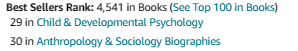 Best Sellers Rank: 4,541 in Books (See Top 100 in Books)
29 in Child & Developmental Psychology
30 in Anthropology & Sociology Biographies